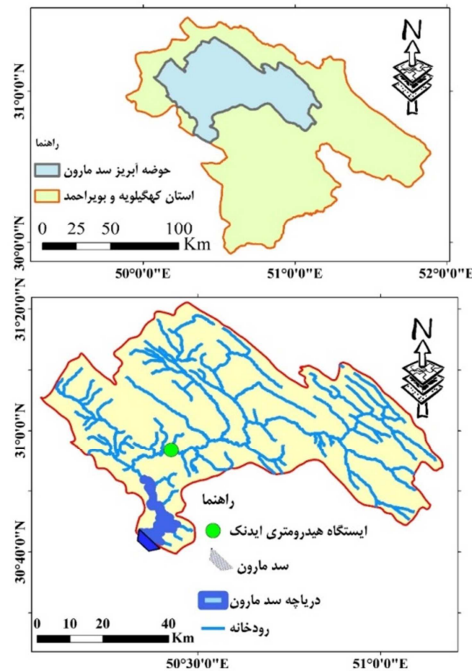 N
31°0'0"N
30°0'0"N
راهنما
حوضه آبریز سد مارون
استان کهگیلویه و بویراحمد
0 25 50 100
Km
50°0'0"E 51°0'0"E 52°0'0"E
N
31°20'0"N
31°0'0"N
30°40'0"N
راهنما
ایستگاه هیدرومتری ایدنک
سد مارون
دریاچه سد مارون
رودخانه
0 10 20 40
Km
50°30'0"E 51°0'0"E